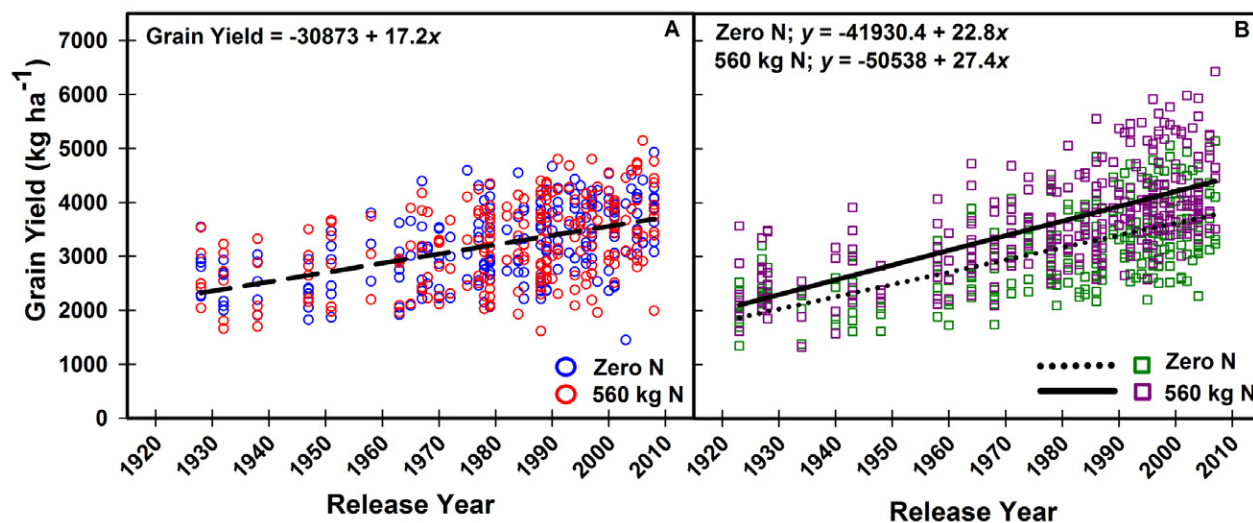 Grain Yield = -30873 + 17.2x
A
Zero N; y = -41930.4 + 22.8x
560 kg N; y = -50538 + 27.4x
B
Grain Yield (kg ha-1)
7000
6000
5000
4000
3000
2000
1000
0
Zero N
560 kg N
Zero N
560 kg N
1920 1930 1940 1950 1960 1970 1980 1990 2000 2010
1920 1930 1940 1950 1960 1970 1980 1990 2000 2010
Release Year
Release Year